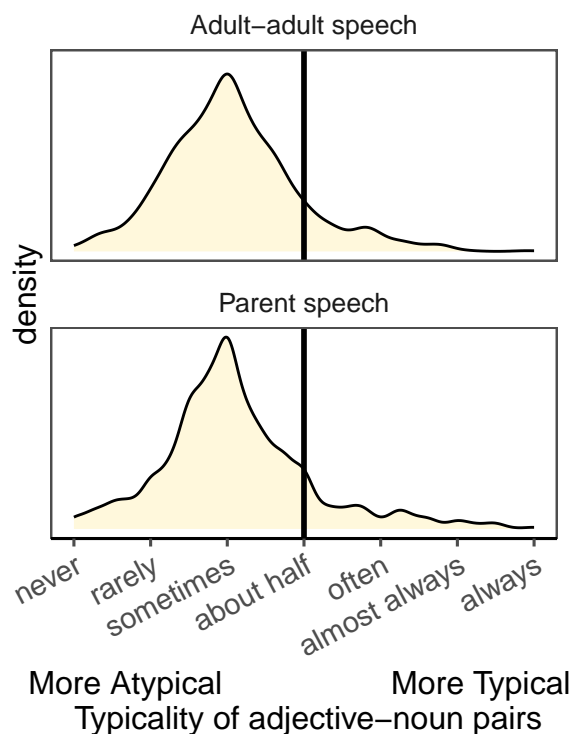 Adult−adult speech
Parent speech
density
never
rarely
sometimes
about half
often
almost always
always
More Atypical
More Typical
Typicality of adjective−noun pairs